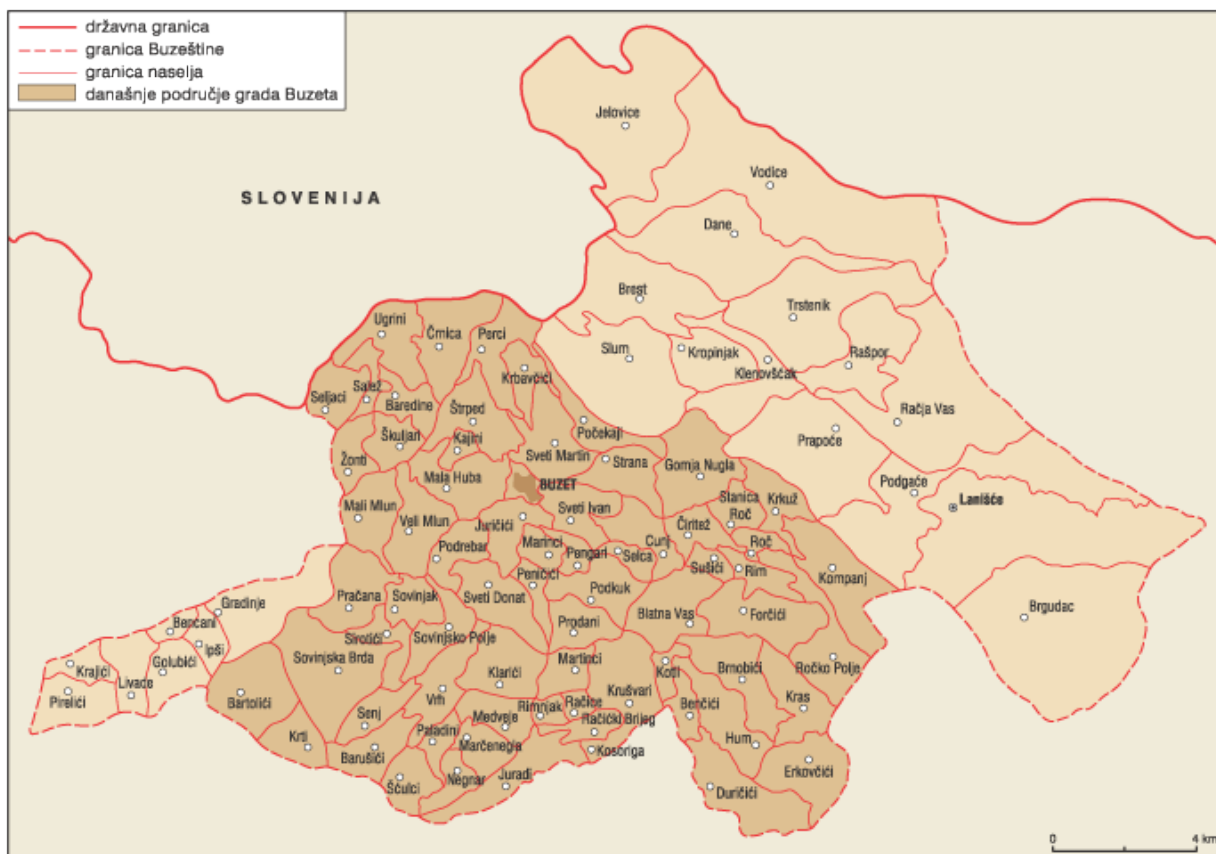 državna granica
granica Buzeštine
granica naselja
današnje područje grada Buzeta
SLOVENIJA
Jelovice
Vodice
Dane
Brest
Trstenik
Slum
Kropinjak
Klenovščak
Rašpor
Račja Vas
Prapoće
Podgaće
Lanišće
Brgudac
Ugrini
Črnica
Perci
Krbavčići
Salež
Seljaci
Baredine
Štrped
Počekaji
Škuljari
Kajini
Sveti Martin
Strana
Gornja Nugla
Žonti
Mala Huba
BUZET
Stanica
Roč
Krkuž
Mali Mlun
Veli Mlun
Juričići
Sveti Ivan
Čiritež
Podrebar
Marinci
Pengari
Selca
Cunj
Roč
Sušići
Rim
Kompanj
Peničići
Pračana
Sovinjak
Sveti Donat
Podkuk
Blatna Vas
Forčići
Gradinje
Bencani
Ipši
Golubići
Krajići
Livade
Pirelići
Sirotići
Sovinjsko Polje
Prodani
Sovinjska Brda
Klarići
Martinci
Kotli
Brnobići
Ročko Polje
Bartolići
Vrh
Rimnjak
Račice
Krušvari
Benčići
Kras
Senj
Medveje
Račički Brijeg
Krti
Barušići
Paladini
Marčenegla
Kosoriga
Hum
Ščulci
Negnar
Juradi
Duričići
Erkovčići
0 4 km